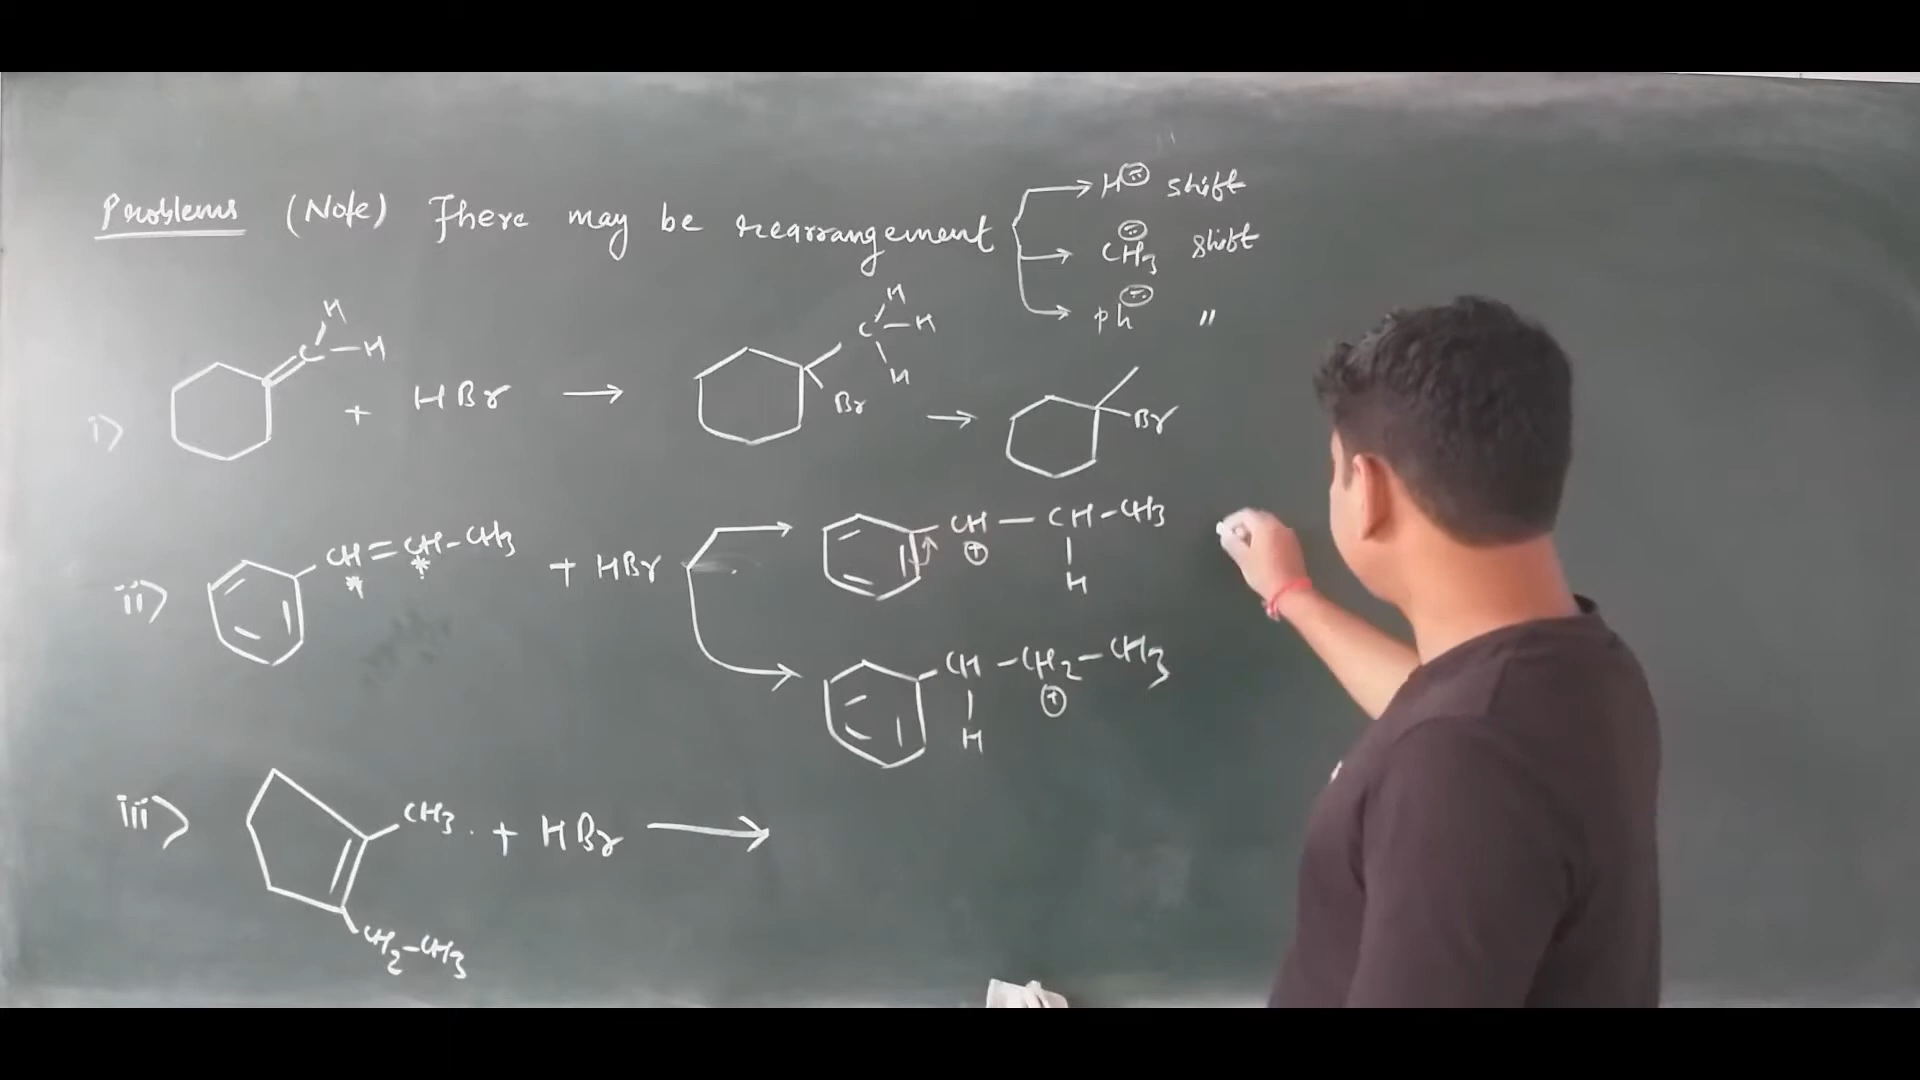 Problems (Note) There may be rearrangement
H⊖ shift
CH3⊖ shift
ph⊖ "
i) C H H + HBr → C H H H Br → Br
ii) CH=CH-CH3 * * + HBr
CH — CH-CH3
⊕ H
CH -CH2-CH3
H ⊕
iii) CH3 + HBr →
CH2-CH3